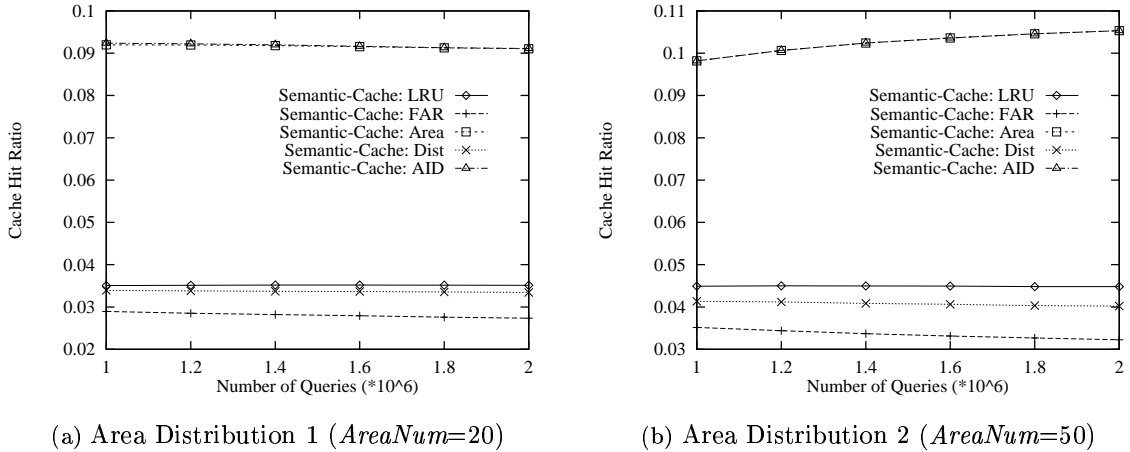 0.1
0.09
0.08
0.07
0.06
0.05
0.04
0.03
0.02
Cache Hit Ratio
Semantic-Cache: LRU
Semantic-Cache: FAR
Semantic-Cache: Area
Semantic-Cache: Dist
Semantic-Cache: AID
1 1.2 1.4 1.6 1.8 2
Number of Queries (*10^6)
(a) Area Distribution 1 (AreaNum=20)
0.11
0.1
0.09
0.08
0.07
0.06
0.05
0.04
0.03
Cache Hit Ratio
Semantic-Cache: LRU
Semantic-Cache: FAR
Semantic-Cache: Area
Semantic-Cache: Dist
Semantic-Cache: AID
1 1.2 1.4 1.6 1.8 2
Number of Queries (*10^6)
(b) Area Distribution 2 (AreaNum=50)